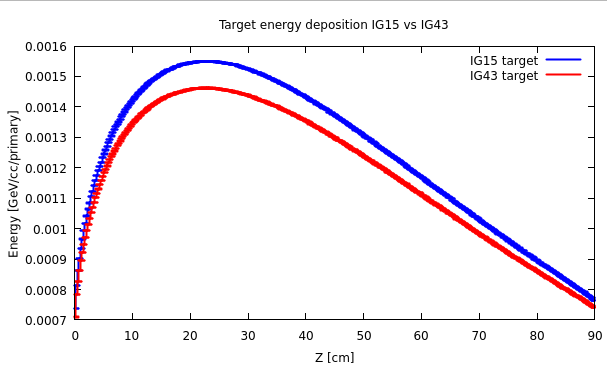 Target energy deposition IG15 vs IG43
IG15 target
IG43 target
Energy [GeV/cc/primary]
0.0016
0.0015
0.0014
0.0013
0.0012
0.0011
0.001
0.0009
0.0008
0.0007
0 10 20 30 40 50 60 70 80 90
Z [cm]